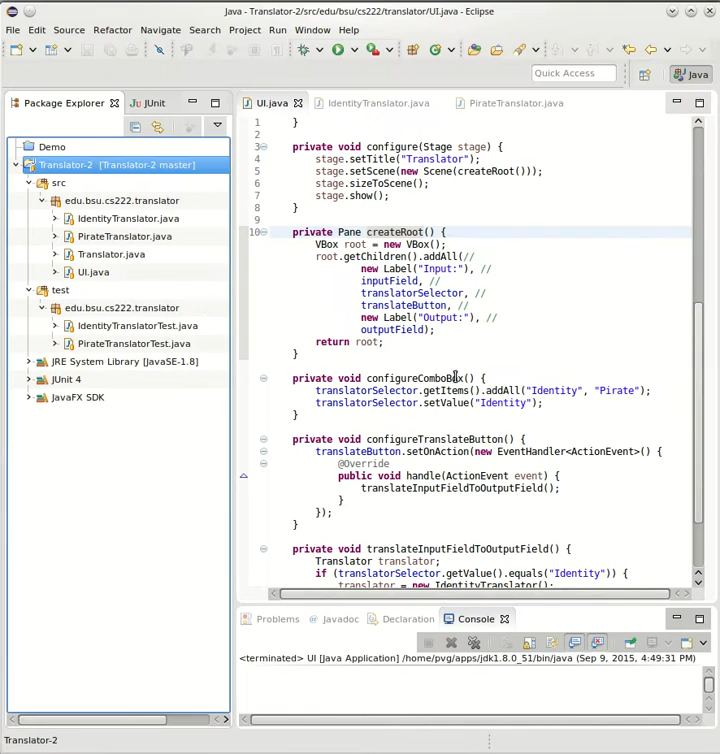 Java - Translator-2/src/edu/bsu/cs222/translator/UI.java - Eclipse
File Edit Source Refactor Navigate Search Project Run Window Help
Quick Access
Java
Package Explorer
JUnit
UI.java
IdentityTranslator.java
PirateTranslator.java
Demo
Translator-2 [Translator-2 master]
src
edu.bsu.cs222.translator
IdentityTranslator.java
PirateTranslator.java
Translator.java
UI.java
test
edu.bsu.cs222.translator
IdentityTranslatorTest.java
PirateTranslatorTest.java
JRE System Library [JavaSE-1.8]
JUnit 4
JavaFX SDK
1 }
2
3 private void configure(Stage stage) {
4 stage.setTitle("Translator");
5 stage.setScene(new Scene(createRoot()));
6 stage.sizeToScene();
7 stage.show();
8 }
9
10 private Pane createRoot() {
VBox root = new VBox();
root.getChildren().addAll(//
new Label("Input:"), //
inputField, //
translatorSelector, //
translateButton, //
new Label("Output:"), //
outputField);
return root;
}
private void configureComboBox() {
translatorSelector.getItems().addAll("Identity", "Pirate");
translatorSelector.setValue("Identity");
}
private void configureTranslateButton() {
translateButton.setOnAction(new EventHandler<ActionEvent>() {
@Override
public void handle(ActionEvent event) {
translateInputFieldToOutputField();
}
});
}
private void translateInputFieldToOutputField() {
Translator translator;
if (translatorSelector.getValue().equals("Identity")) {
translator = new IdentityTranslator();
Problems
Javadoc
Declaration
Console
<terminated> UI [Java Application] /home/pvg/apps/jdk1.8.0_51/bin/java (Sep 9, 2015, 4:49:31 PM)
Translator-2